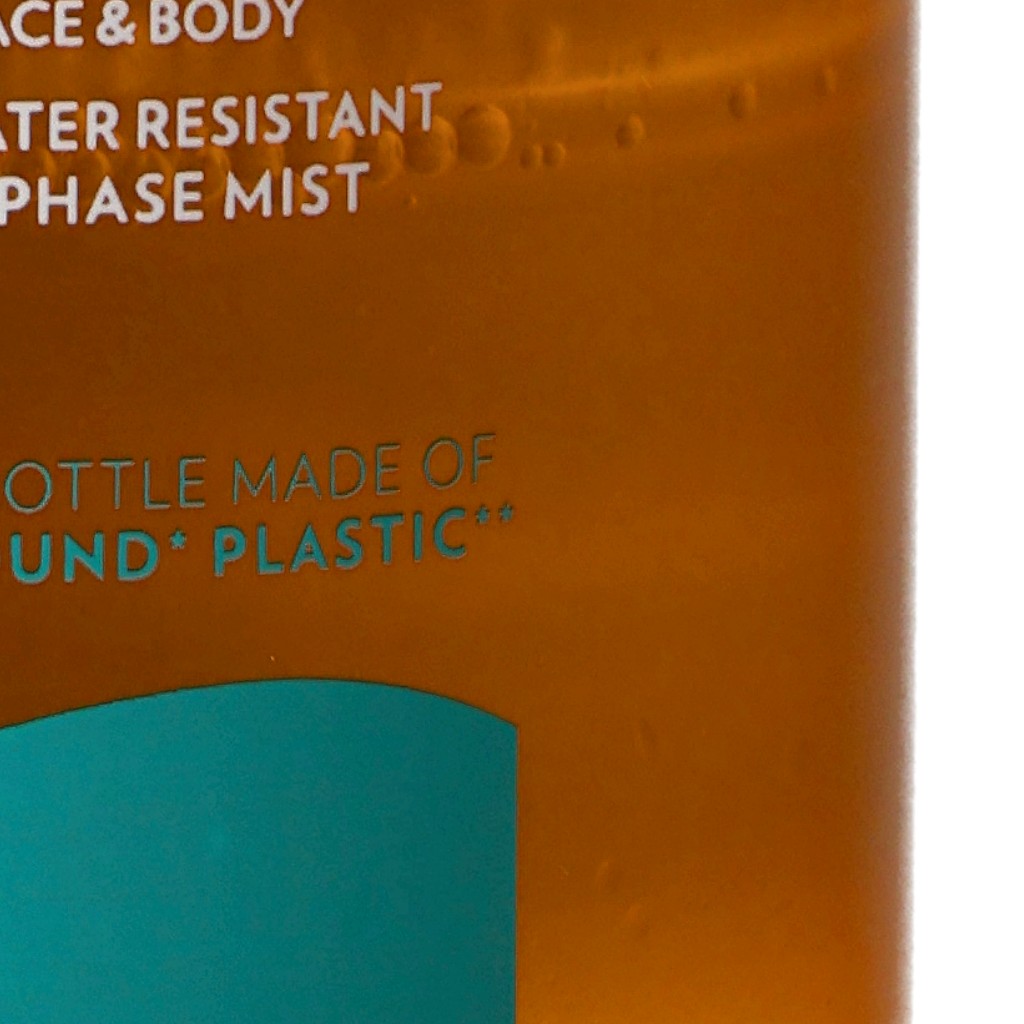 ACE & BODY
ATER RESISTANT
PHASE MIST
OTTLE MADE OF
UND* PLASTIC**